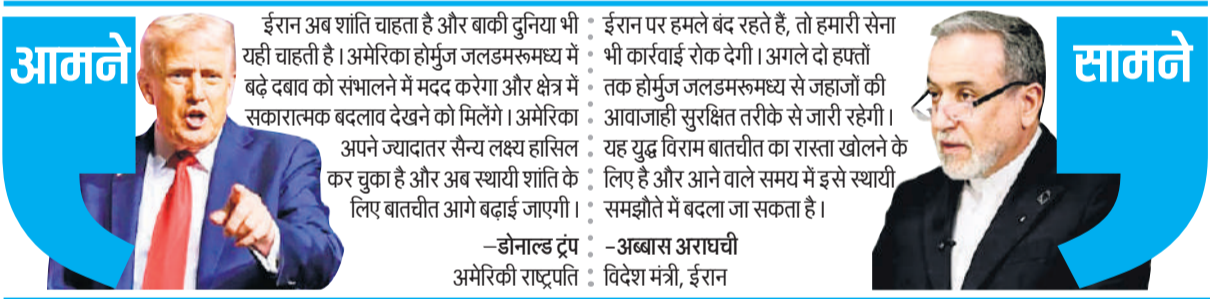 आमने
ईरान अब शांति चाहता है और बाकी दुनिया भी
यही चाहती है। अमेरिका होर्मुज जलडमरूमध्य में
बढ़े दबाव को संभालने में मदद करेगा और क्षेत्र में
सकारात्मक बदलाव देखने को मिलेंगे। अमेरिका
अपने ज्यादातर सैन्य लक्ष्य हासिल
कर चुका है और अब स्थायी शांति के
लिए बातचीत आगे बढ़ाई जाएगी।
–डोनाल्ड ट्रंप
अमेरिकी राष्ट्रपति
ईरान पर हमले बंद रहते हैं, तो हमारी सेना
भी कार्रवाई रोक देगी। अगले दो हफ्तों
तक होर्मुज जलडमरूमध्य से जहाजों की
आवाजाही सुरक्षित तरीके से जारी रहेगी।
यह युद्ध विराम बातचीत का रास्ता खोलने के
लिए है और आने वाले समय में इसे स्थायी
समझौते में बदला जा सकता है।
–अब्बास अराघची
विदेश मंत्री, ईरान
सामने